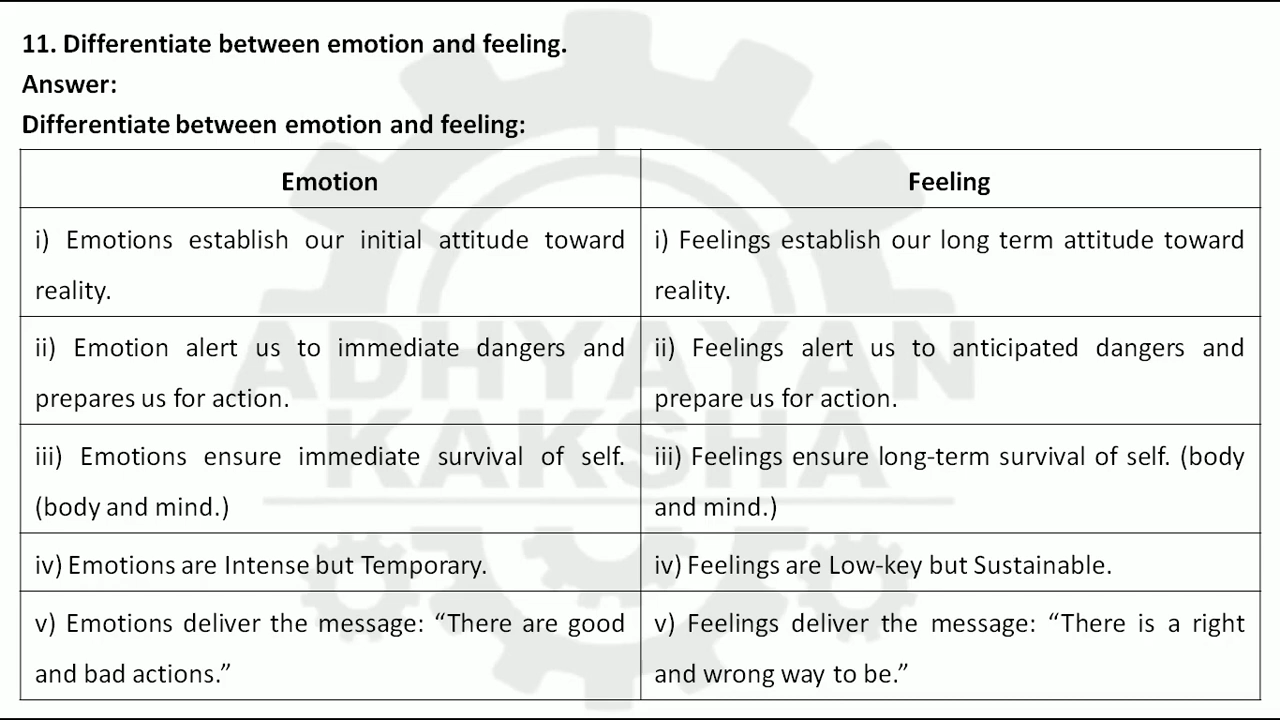 11. Differentiate between emotion and feeling.
Answer:
Differentiate between emotion and feeling:
Emotion
Feeling
i) Emotions establish our initial attitude toward
reality.
i) Feelings establish our long term attitude toward
reality.
ii) Emotion alert us to immediate dangers and
prepares us for action.
ii) Feelings alert us to anticipated dangers and
prepare us for action.
iii) Emotions ensure immediate survival of self.
(body and mind.)
iii) Feelings ensure long-term survival of self. (body
and mind.)
iv) Emotions are Intense but Temporary.
iv) Feelings are Low-key but Sustainable.
v) Emotions deliver the message: “There are good
and bad actions.”
v) Feelings deliver the message: “There is a right
and wrong way to be.”
ADHYAYAN
KAKSHA